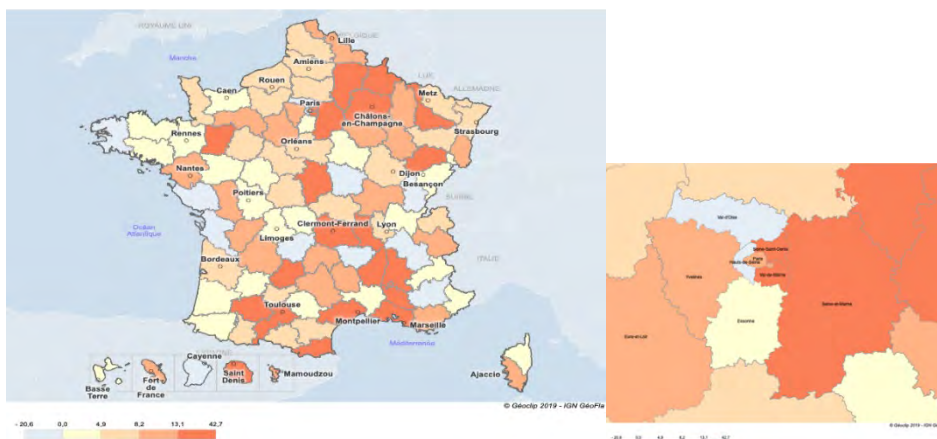 ROYAUME UNI
BELGIQUE
Lille
Manche
Amiens
Rouen
LUX.
ALLEMAGNE
Caen
Metz
Paris
Châlons-
en-Champagne
Strasbourg
Rennes
Orléans
Nantes
Dijon
Besançon
SUISSE
Poitiers
Océan
Atlantique
Clermont-Ferrand
Lyon
Limoges
ITALIE
Bordeaux
Toulouse
Montpellier
Marseille
Méditerranée
Cayenne
Basse
Terre
Fort
de
France
Saint
Denis
Mamoudzou
Ajaccio
© Géoclip 2019 - IGN GéoFla
- 20,6 0,0 4,9 8,2 13,1 42,7
Val-d'Oise
Seine-Saint-Denis
Paris
Hauts-de-Seine
Val-de-Marne
Yvelines
Seine-et-Marne
Essonne
Eure-et-Loir
© Géoclip 2019 - IGN G